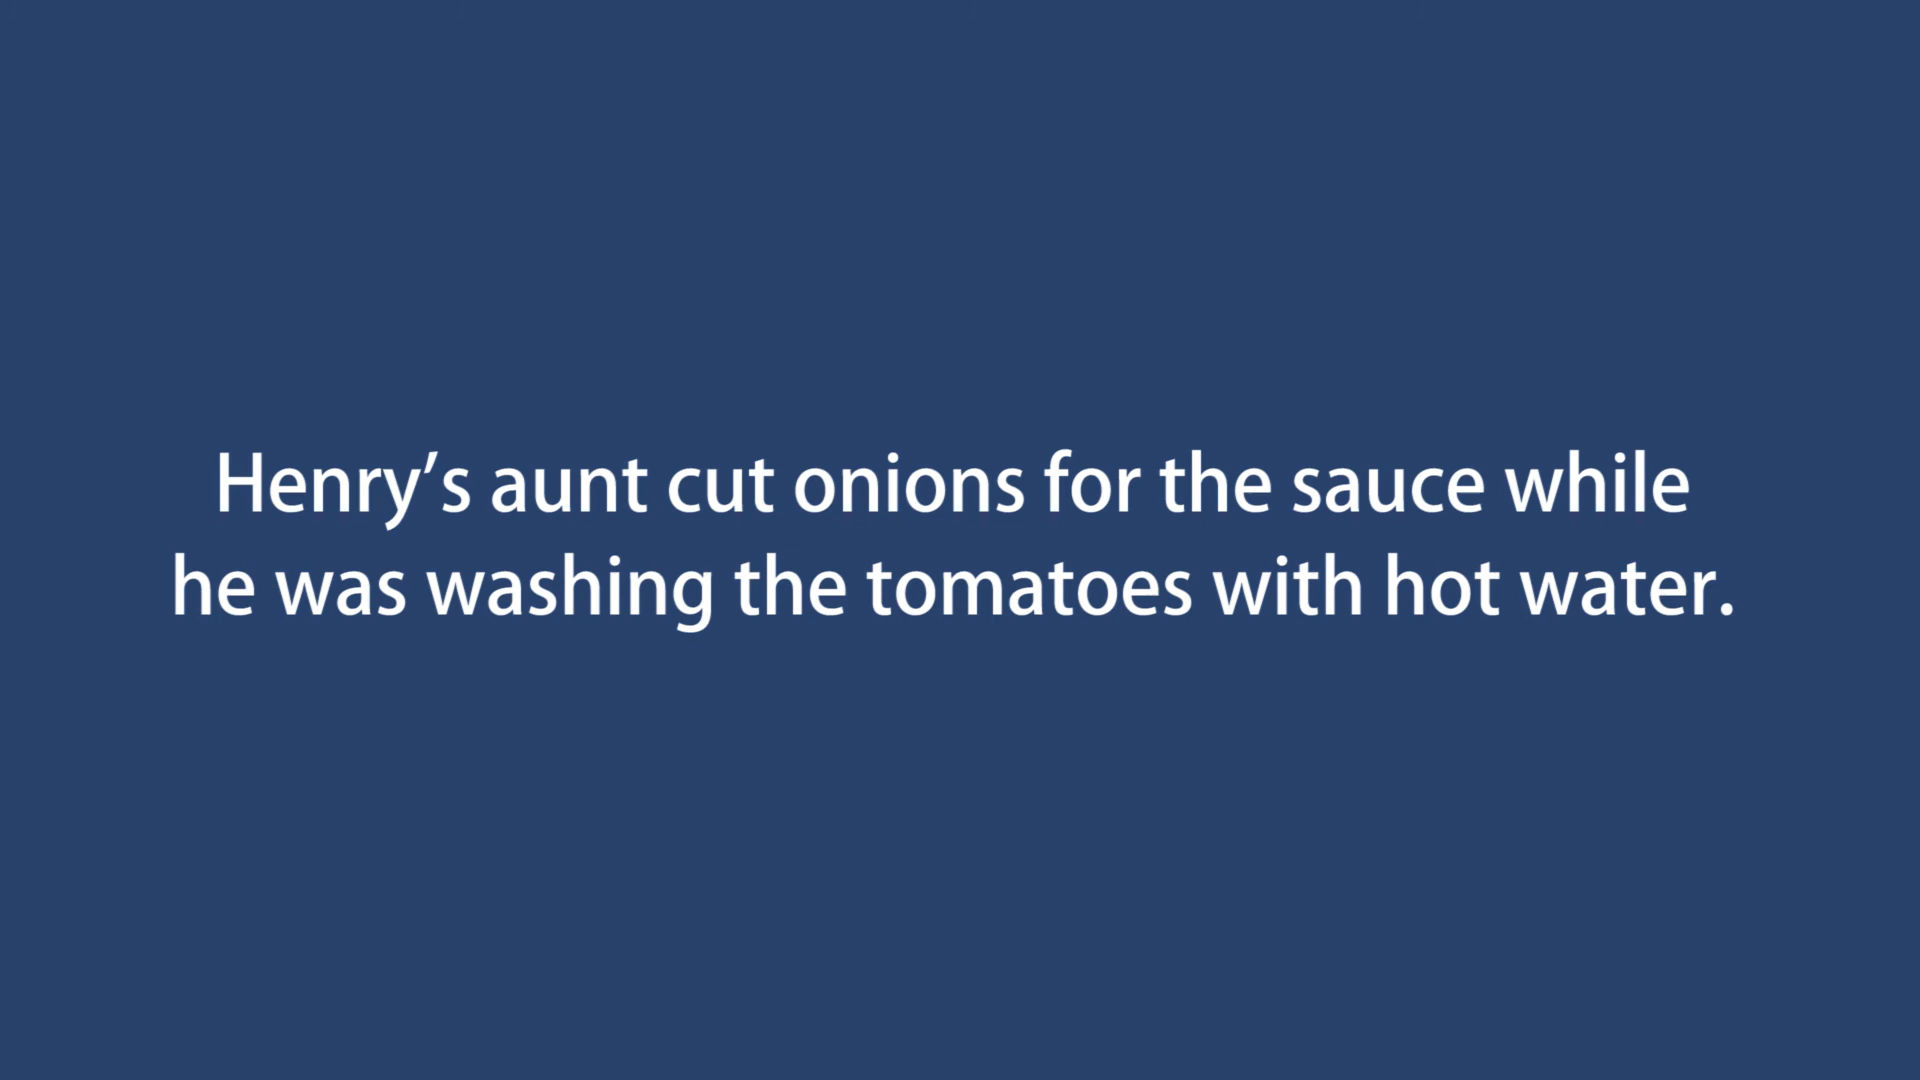 Henry’s aunt cut onions for the sauce while
he was washing the tomatoes with hot water.